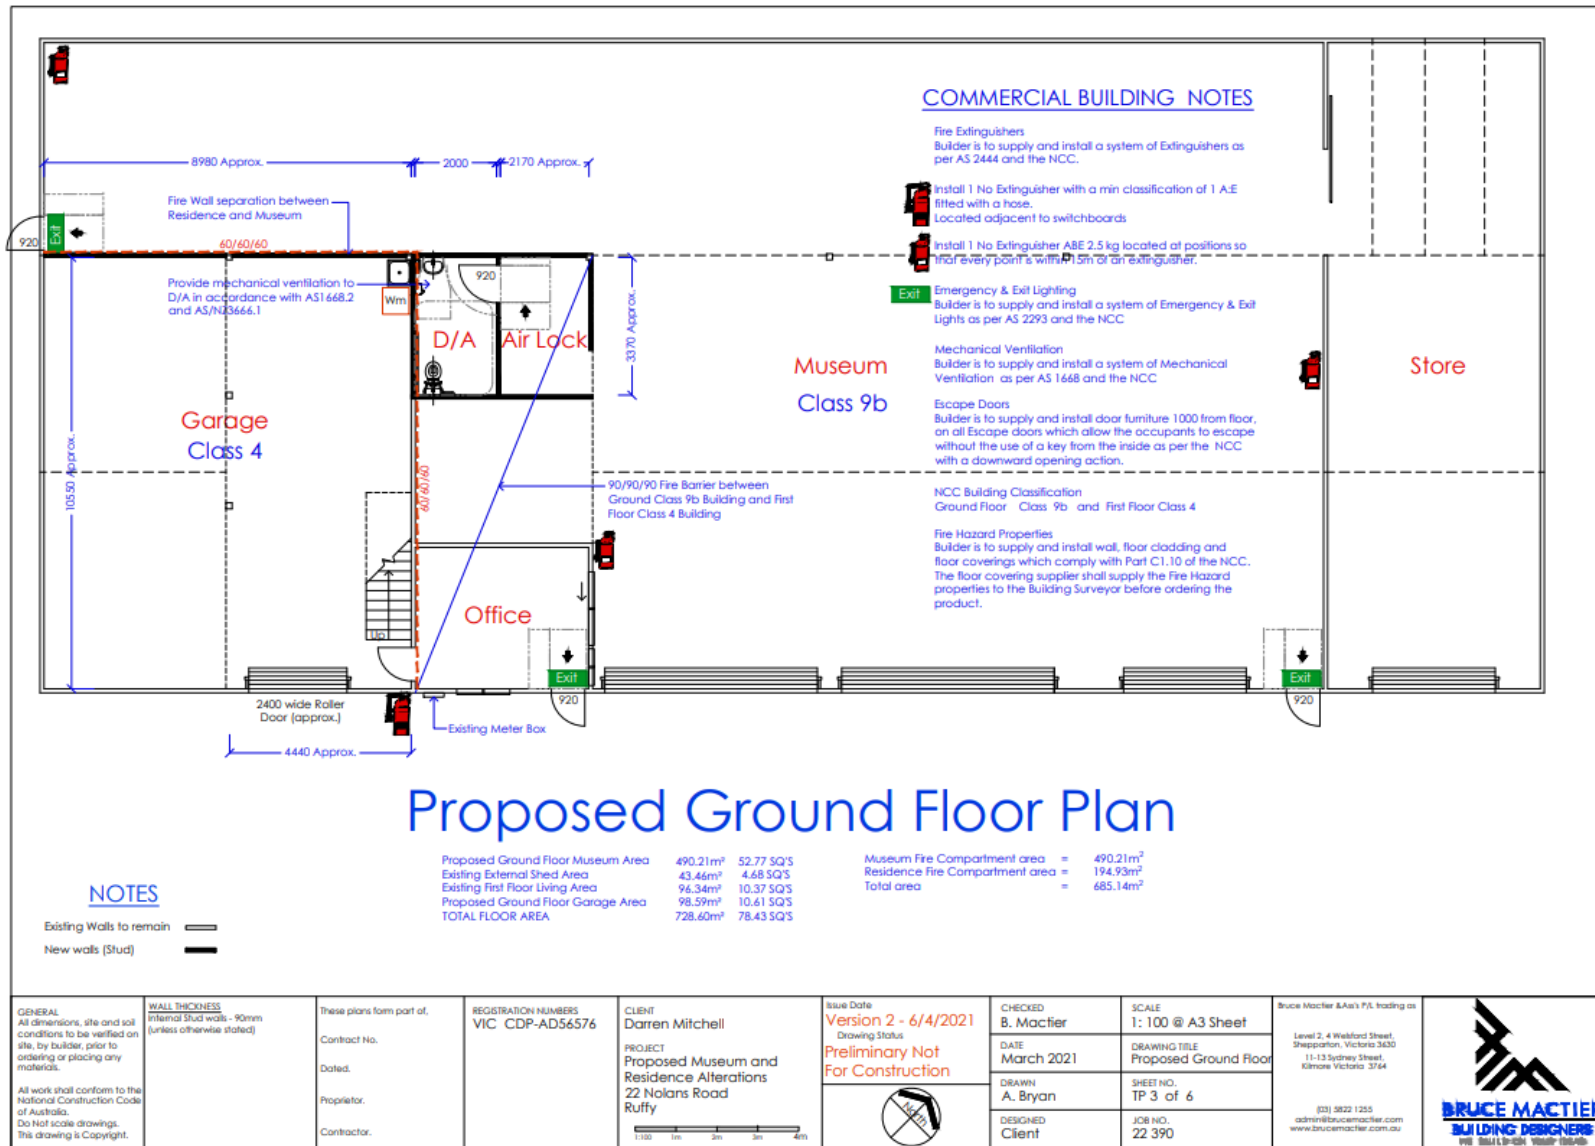 COMMERCIAL BUILDING NOTES
Fire Extinguishers
Builder is to supply and install a system of Extinguishers as
per AS 2444 and the NCC.
Install 1 No Extinguisher with a min classification of 1 A:E
fitted with a hose.
Located adjacent to switchboards
Install 1 No Extinguisher ABE 2.5 kg located at positions so
that every point is within 15m of an extinguisher.
Exit
Emergency & Exit Lighting
Builder is to supply and install a system of Emergency & Exit
Lights as per AS 2293 and the NCC
Mechanical Ventilation
Builder is to supply and install a system of Mechanical
Ventilation as per AS 1668 and the NCC
Escape Doors
Builder is to supply and install door furniture 1000 from floor,
on all Escape doors which allow the occupants to escape
without the use of a key from the inside as per the NCC
with a downward opening action.
NCC Building Classification
Ground Floor Class 9b and First Floor Class 4
Fire Hazard Properties
Builder is to supply and install wall, floor cladding and
floor coverings which comply with Part C1.10 of the NCC.
The floor covering supplier shall supply the Fire Hazard
properties to the Building Surveyor before ordering the
product.
8980 Approx.
2000
2170 Approx.
Fire Wall separation between
Residence and Museum
920
Exit
60/60/60
Provide mechanical ventilation to
D/A in accordance with AS1668.2
and AS/NZ3666.1
Wm
920
D/A
Air Lock
3370 Approx.
Museum
Class 9b
Store
Garage
Class 4
10550 Approx.
60/60/60
90/90/90 Fire Barrier between
Ground Class 9b Building and First
Floor Class 4 Building
Office
Up
Exit
Exit
920
920
2400 wide Roller
Door (approx.)
Existing Meter Box
4440 Approx.
Proposed Ground Floor Plan
Proposed Ground Floor Museum Area 490.21m² 52.77 SQ'S
Existing External Shed Area 43.46m² 4.68 SQ'S
Existing First Floor Living Area 96.34m² 10.37 SQ'S
Proposed Ground Floor Garage Area 98.59m² 10.61 SQ'S
TOTAL FLOOR AREA 728.60m² 78.43 SQ'S
Museum Fire Compartment area = 490.21m²
Residence Fire Compartment area = 194.93m²
Total area = 685.14m²
NOTES
Existing Walls to remain
New walls (Stud)
GENERAL
All dimensions, site and soil
conditions to be verified on
site, by builder, prior to
ordering or placing any
materials.
All work shall conform to the
National Construction Code
of Australia.
Do Not scale drawings.
This drawing is Copyright.
WALL THICKNESS
Internal Stud walls - 90mm
(unless otherwise stated)
These plans form part of,
Contract No.
Dated.
Proprietor.
Contractor.
REGISTRATION NUMBERS
VIC CDP-AD56576
CLIENT
Darren Mitchell
PROJECT
Proposed Museum and
Residence Alterations
22 Nolans Road
Ruffy
1:100 1m 2m 3m 4m
Issue Date
Version 2 - 6/4/2021
Drawing Status
Preliminary Not
For Construction
North
CHECKED
B. Mactier
DATE
March 2021
DRAWN
A. Bryan
DESIGNED
Client
SCALE
1: 100 @ A3 Sheet
DRAWING TITLE
Proposed Ground Floor
SHEET NO.
TP 3 of 6
JOB NO.
22 390
Bruce Mactier &Ass's P/L trading as
Level 2, 4 Welsford Street,
Shepparton, Victoria 3630
11-13 Sydney Street,
Kilmore Victoria 3764
(03) 5822 1255
admin@brucemactier.com
www.brucemactier.com.au
BRUCE MACTIER
BUILDING DESIGNERS